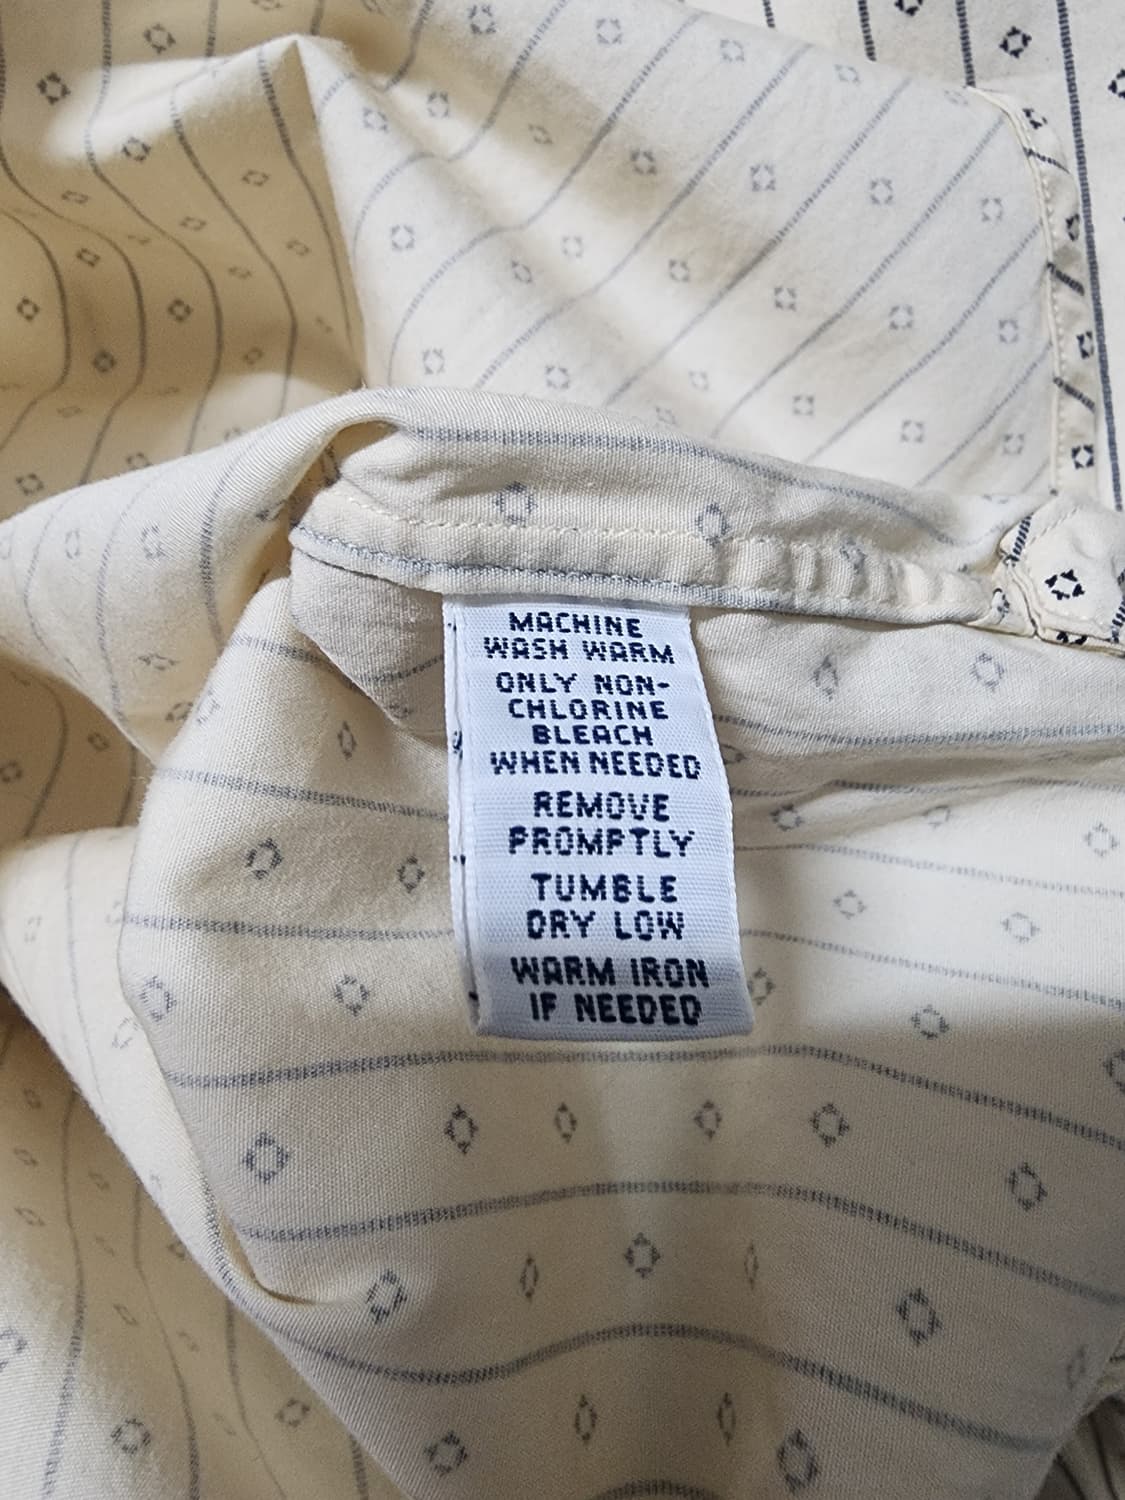 MACHINE
WASH WARM
ONLY NON-
CHLORINE
BLEACH
WHEN NEEDED
REMOVE
PROMPTLY
TUMBLE
DRY LOW
WARM IRON
IF NEEDED